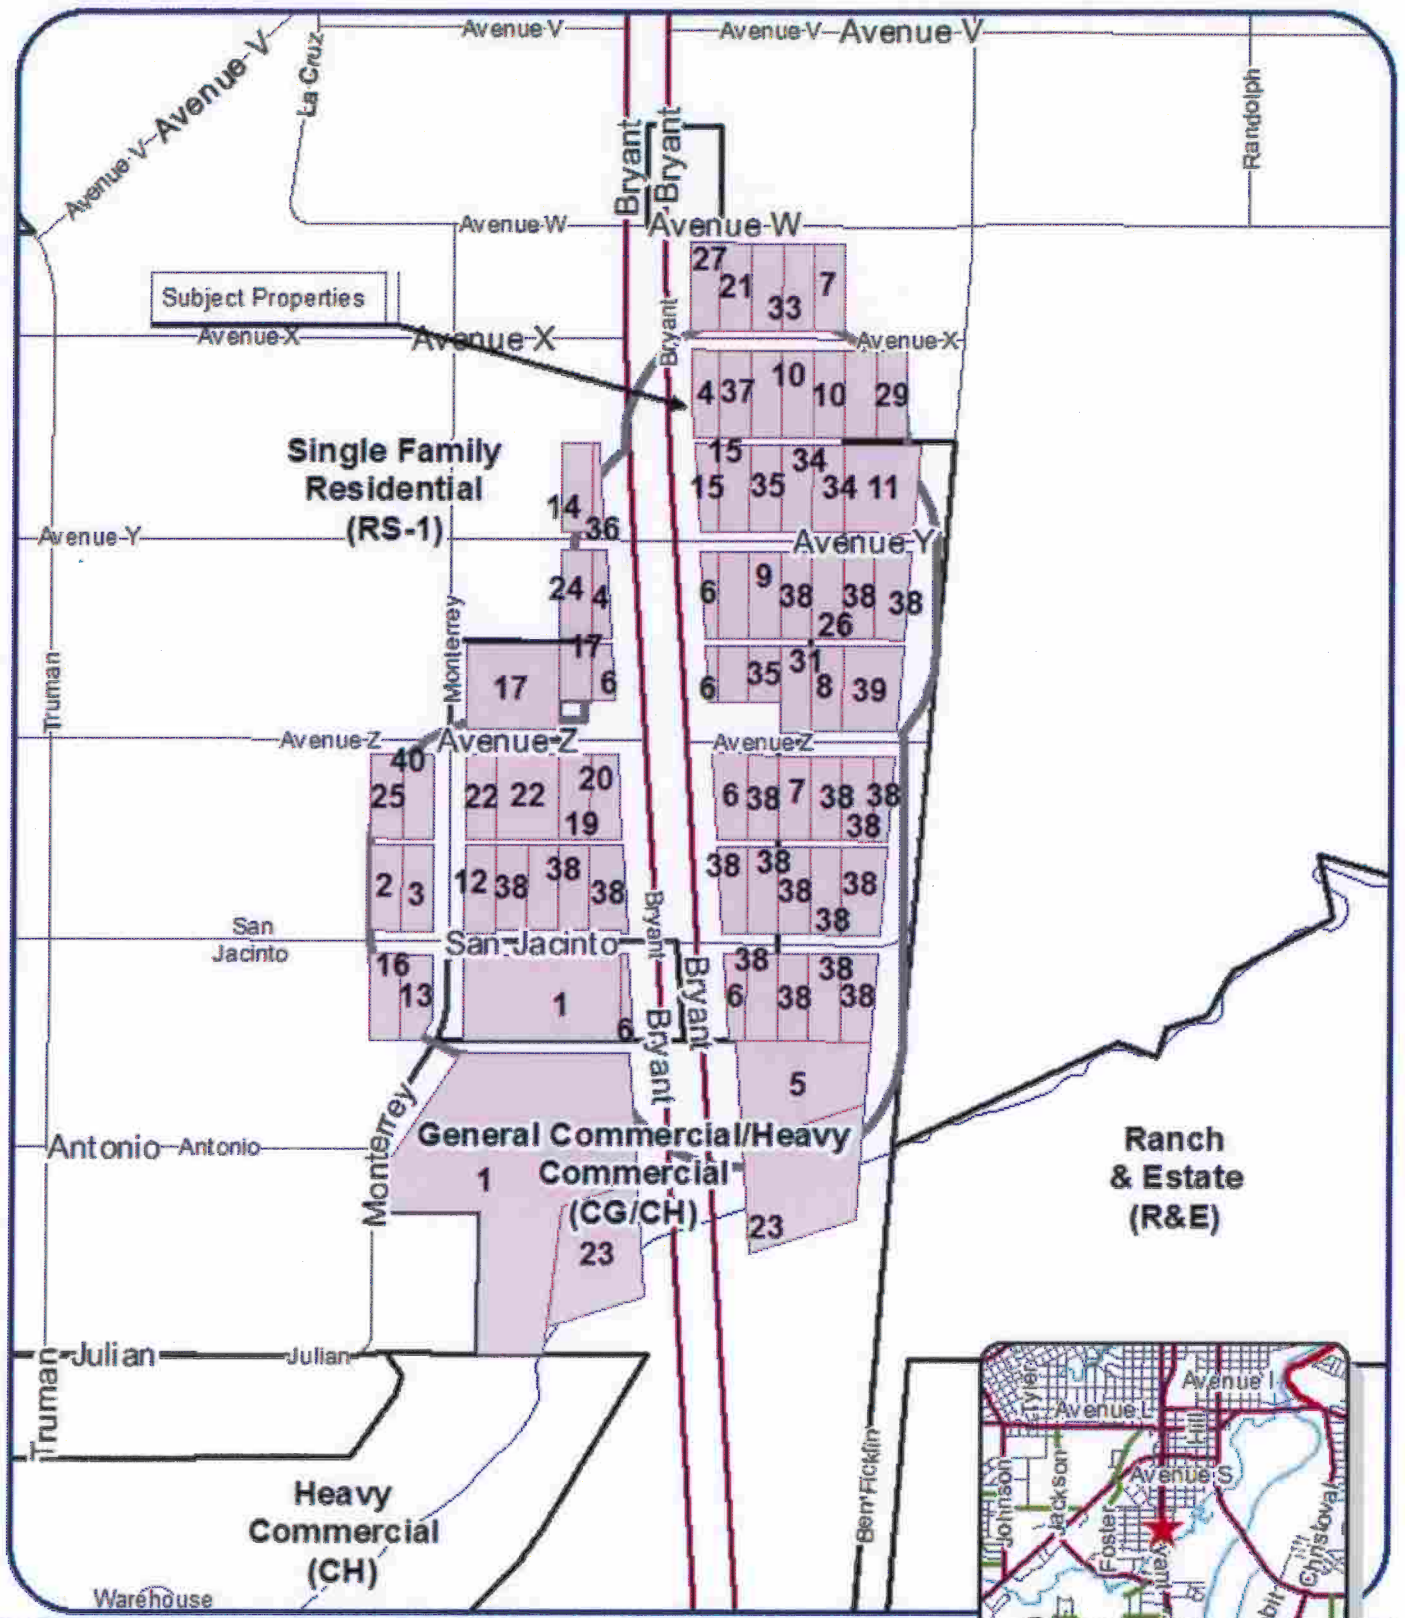 Avenue V
Avenue V
Avenue V
Avenue V
Avenue V
La Cruz
Randolph
Bryant
Bryant
Avenue W
Avenue W
27
21
33
7
Subject Properties
Bryant
Avenue X
Avenue X
Avenue X
4
37
10
10
29
Single Family
Residential
(RS-1)
15
15
35
34
34
11
14
36
Avenue Y
Avenue Y
24
4
6
9
38
38
38
26
Monterrey
Truman
17
17
6
6
35
31
8
39
Avenue Z
Avenue Z
Avenue Z
40
25
22
22
20
19
6
38
7
38
38
38
2
3
12
38
38
38
38
38
38
38
38
Bryant
San
Jacinto
San Jacinto
16
13
1
6
Bryant
Bryant
38
6
38
38
38
5
Monterrey
Antonio
Antonio
General Commercial/Heavy
Commercial
(CG/CH)
1
23
23
Ranch
& Estate
(R&E)
Julian
Julian
Truman
Ben Ficklin
Heavy
Commercial
(CH)
Warehouse
Tyler
Avenue I
Avenue L
Hill
Avenue S
Johnson
Jackson
Foster
Christoval
yant